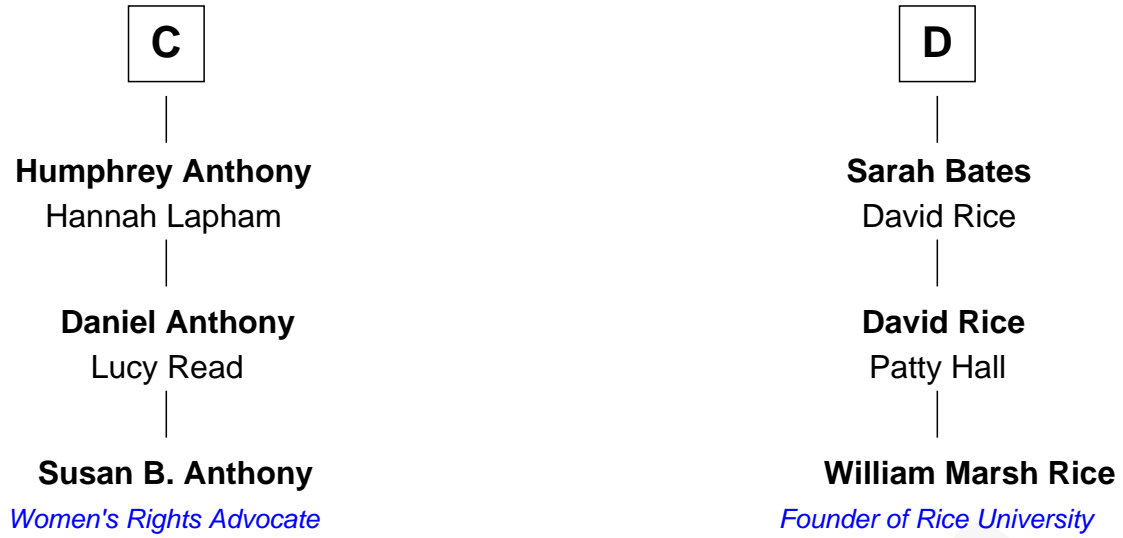 C
Humphrey Anthony
Hannah Lapham
Daniel Anthony
Lucy Read
Susan B. Anthony
Women's Rights Advocate
D
Sarah Bates
David Rice
David Rice
Patty Hall
William Marsh Rice
Founder of Rice University